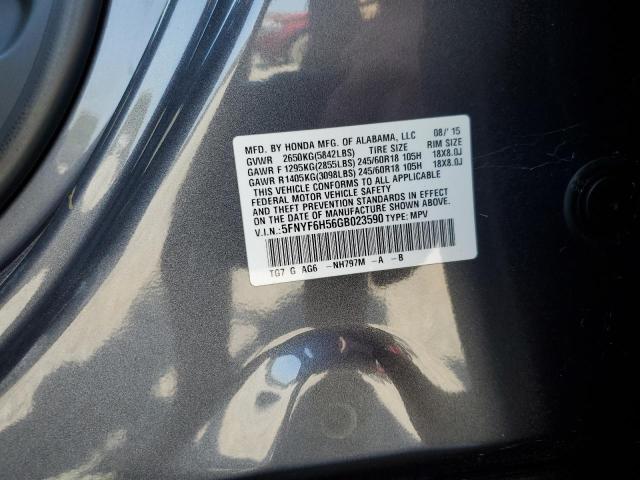 MFD. BY HONDA MFG. OF ALABAMA, LLC 08/'15
GVWR 2650KG(5842LBS) TIRE SIZE RIM SIZE
GAWR F 1295KG(2855LBS) 245/60R18 105H 18X8.0J
GAWR R 1405KG(3098LBS) 245/60R18 105H 18X8.0J
THIS VEHICLE CONFORMS TO ALL APPLICABLE
FEDERAL MOTOR VEHICLE SAFETY
AND THEFT PREVENTION STANDARDS IN EFFECT
ON THE DATE OF MANUFACTURE SHOWN ABOVE.
V.I.N.:5FNYF6H56GB023590 TYPE: MPV
TG7 G AG6 -NH797M -A -B